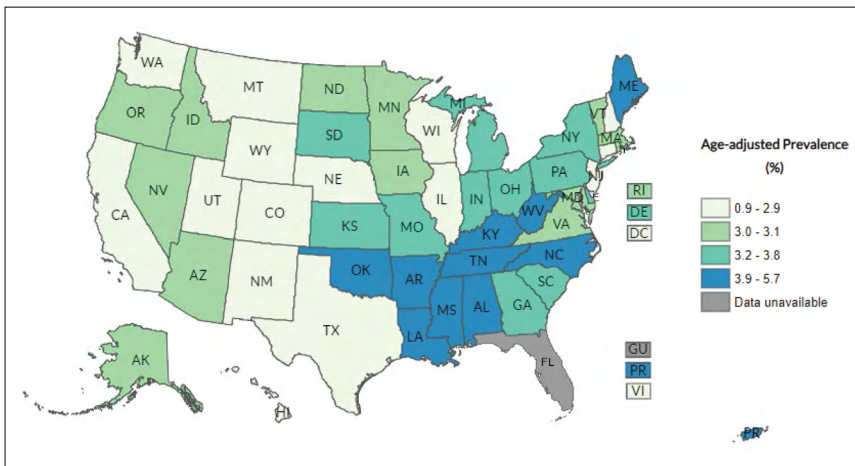 WA
ME
MT
ND
MN
VT
OR
MI
ID
SD
WI
NY
MA
WY
IA
PA
NE
NJ
OH
NV
IL
IN
MD
UT
WV
CO
CA
KS
MO
VA
KY
OK
TN
NC
AZ
AR
NM
SC
MS
AL
GA
TX
LA
AK
FL
HI
PR
RI
DE
DC
GU
PR
VI
Age-adjusted Prevalence
(%)
0.9 - 2.9
3.0 - 3.1
3.2 - 3.8
3.9 - 5.7
Data unavailable